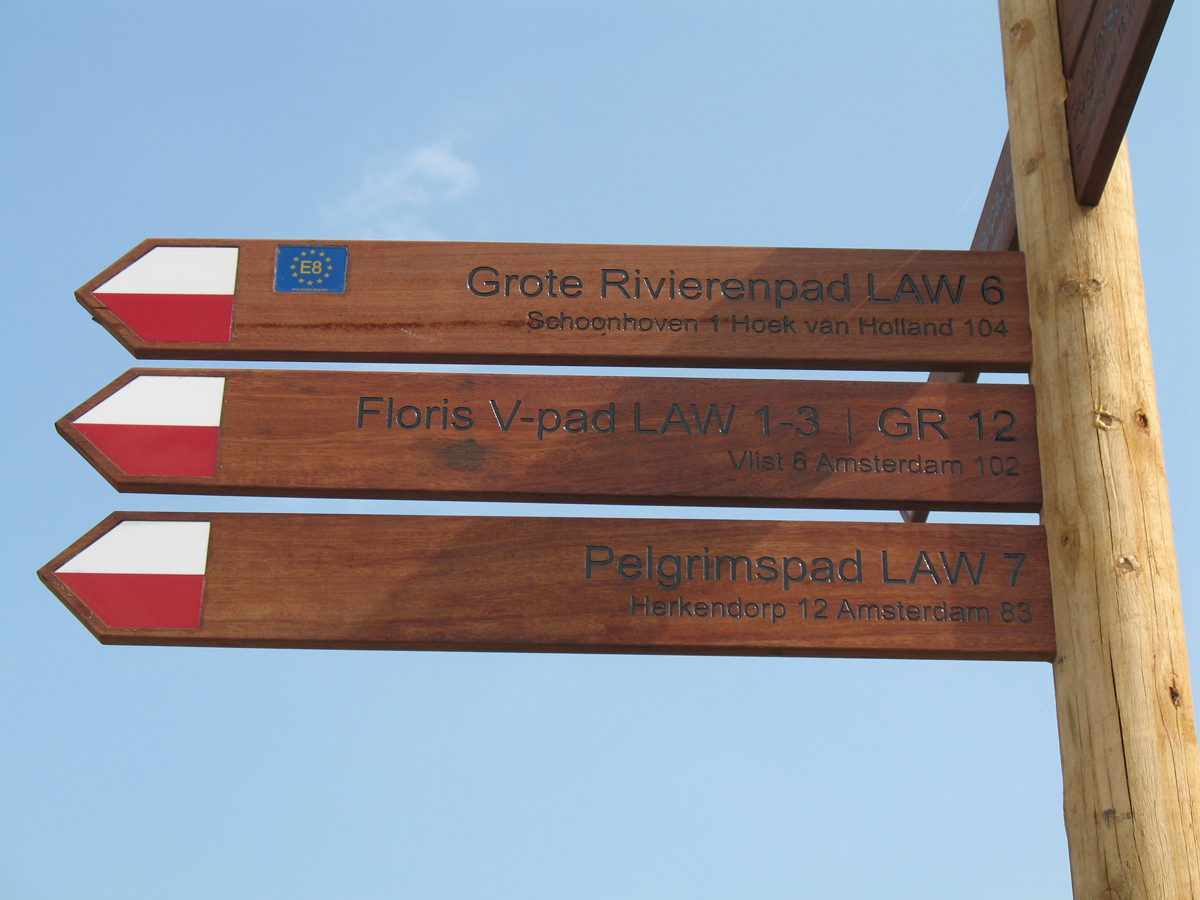 E8
Grote Rivierenpad LAW 6
Schoonhoven 1 Hoek van Holland 104
Floris V-pad LAW 1-3 | GR 12
Vlist 6 Amsterdam 102
Pelgrimspad LAW 7
Herkendorp 12 Amsterdam 83